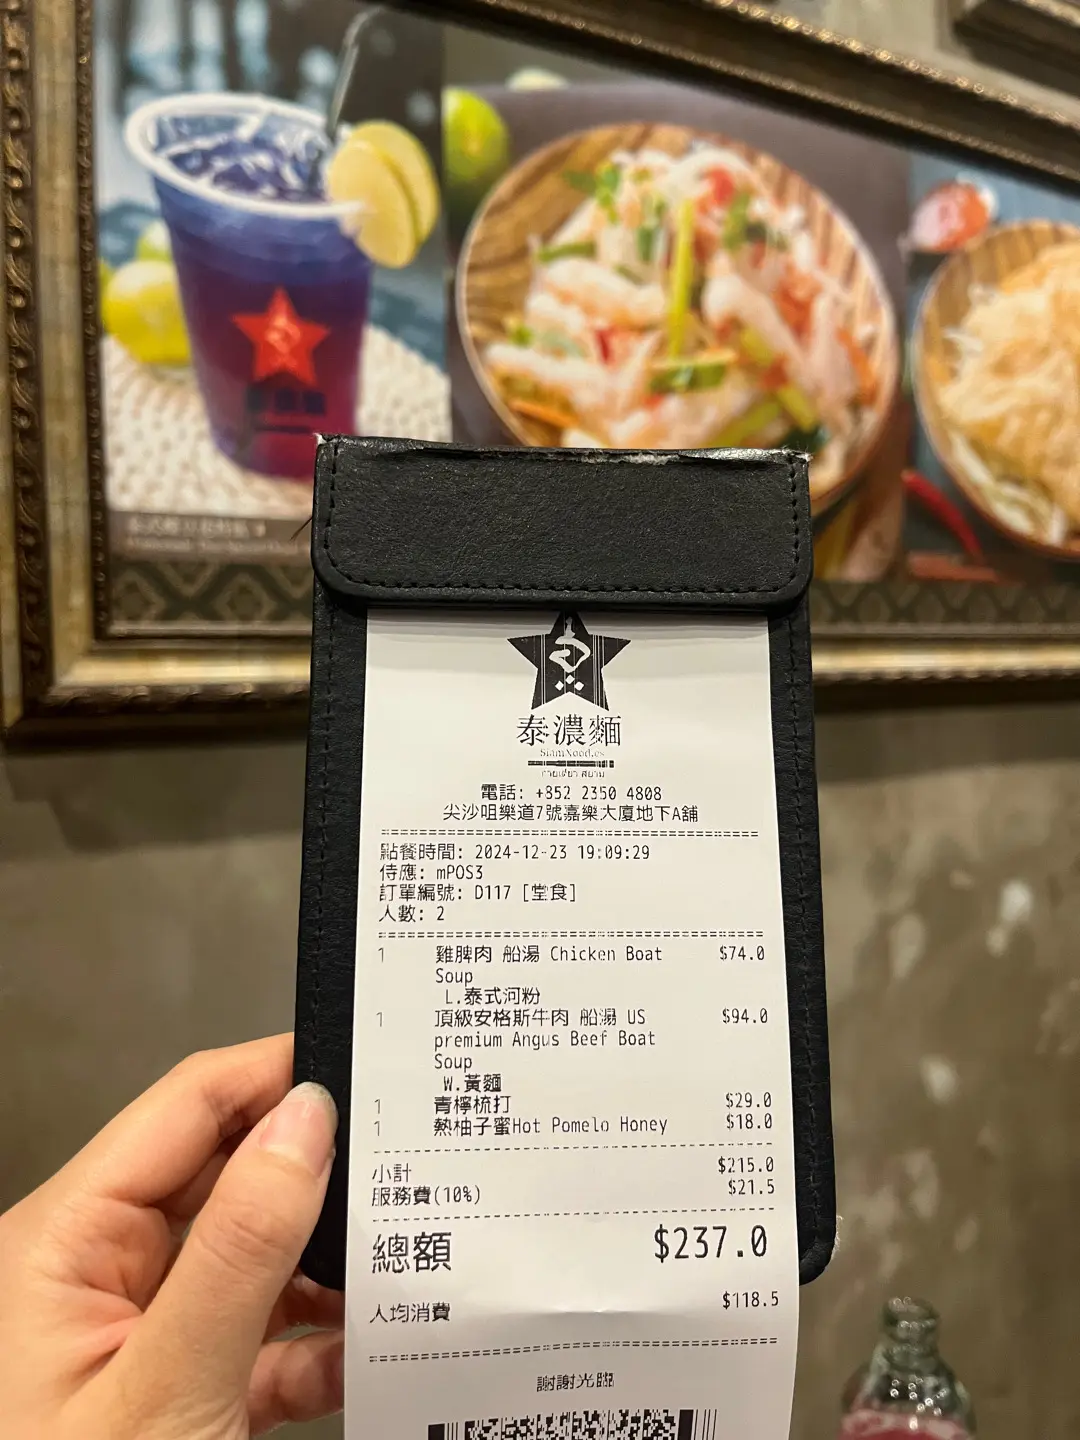 泰濃麵
SiamNood.es
電話: +852 2350 4808
尖沙咀樂道7號嘉樂大廈地下A舖
點餐時間: 2024-12-23 19:09:29
侍應: mPOS3
訂單編號: D117 [堂食]
人數: 2
1 雞脾肉 船湯 Chicken Boat $74.0
Soup
L.泰式河粉
1 頂級安格斯牛肉 船湯 US $94.0
premium Angus Beef Boat
Soup
W.黃麵
1 青檸梳打 $29.0
1 熱柚子蜜Hot Pomelo Honey $18.0
小計 $215.0
服務費(10%) $21.5
總額 $237.0
人均消費 $118.5
謝謝光臨